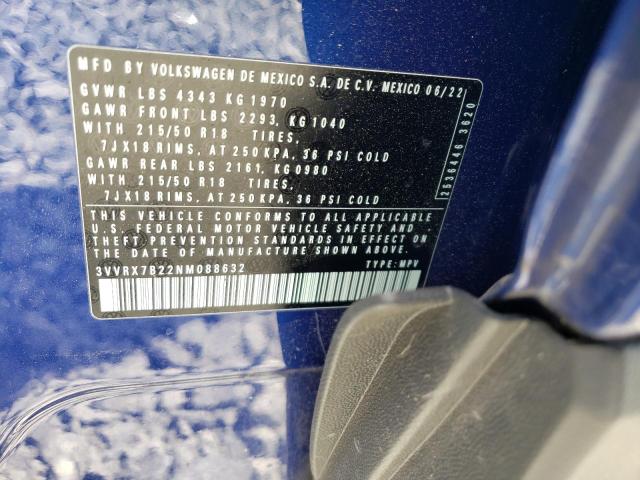 MFD BY VOLKSWAGEN DE MEXICO S.A. DE C.V. MEXICO 06/22
GVWR LBS 4343 KG 1970
GAWR FRONT LBS 2293, KG 1040
WITH 215/50 R18 TIRES,
7JX18 RIMS, AT 250 KPA, 36 PSI COLD
GAWR REAR LBS 2161, KG 0980
WITH 215/50 R18 TIRES,
7JX18 RIMS, AT 250 KPA, 36 PSI COLD
THIS VEHICLE CONFORMS TO ALL APPLICABLE
U.S. FEDERAL MOTOR VEHICLE SAFETY AND
THEFT PREVENTION STANDARDS IN EFFECT ON
THE DATE OF MANUFACTURE SHOWN ABOVE.
3VVRX7B22NM088632 TYPE: MPV
2536446 3620